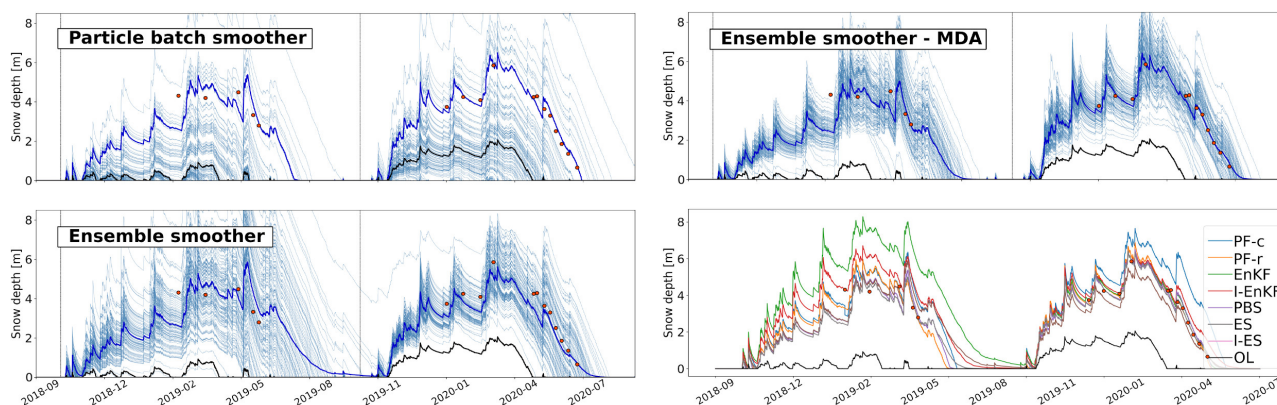 8
6
4
2
0
Snow depth [m]
Particle batch smoother
8
6
4
2
0
Snow depth [m]
Ensemble smoother - MDA
8
6
4
2
0
Snow depth [m]
Ensemble smoother
2018-09
2018-12
2019-02
2019-05
2019-08
2019-11
2020-01
2020-04
2020-07
8
6
4
2
0
Snow depth [m]
PF-c
PF-r
EnKF
I-EnKF
PBS
ES
I-ES
OL
2018-09
2018-12
2019-02
2019-05
2019-08
2019-11
2020-01
2020-04